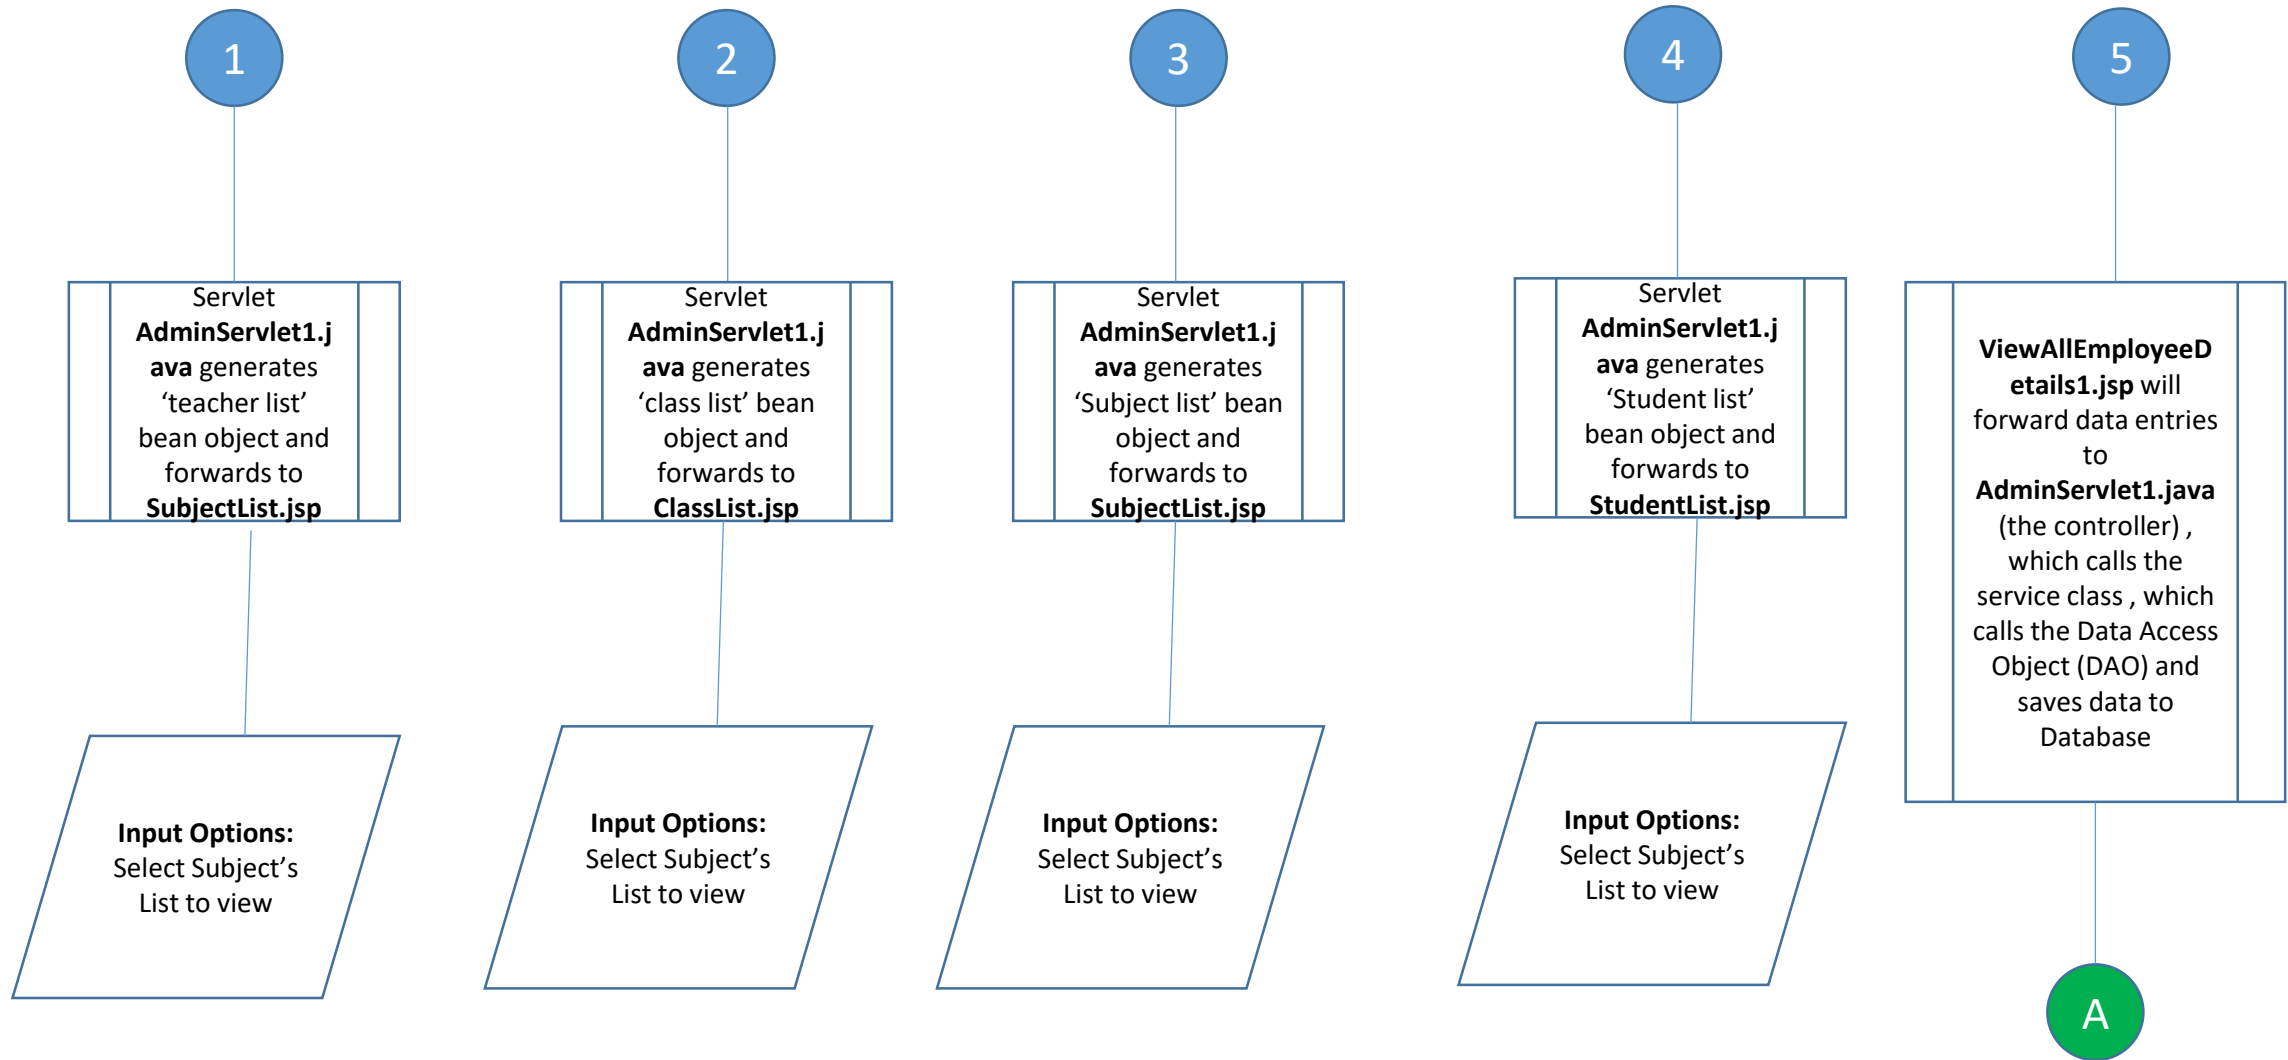 1
2
3
4
5
Servlet
AdminServlet1.j
ava generates
‘teacher list’
bean object and
forwards to
SubjectList.jsp
Servlet
AdminServlet1.j
ava generates
‘class list’ bean
object and
forwards to
ClassList.jsp
Servlet
AdminServlet1.j
ava generates
‘Subject list’ bean
object and
forwards to
SubjectList.jsp
Servlet
AdminServlet1.j
ava generates
‘Student list’
bean object and
forwards to
StudentList.jsp
ViewAllEmployeeD
etails1.jsp will
forward data entries
to
AdminServlet1.java
(the controller) ,
which calls the
service class , which
calls the Data Access
Object (DAO) and
saves data to
Database
Input Options:
Select Subject’s
List to view
Input Options:
Select Subject’s
List to view
Input Options:
Select Subject’s
List to view
Input Options:
Select Subject’s
List to view
A